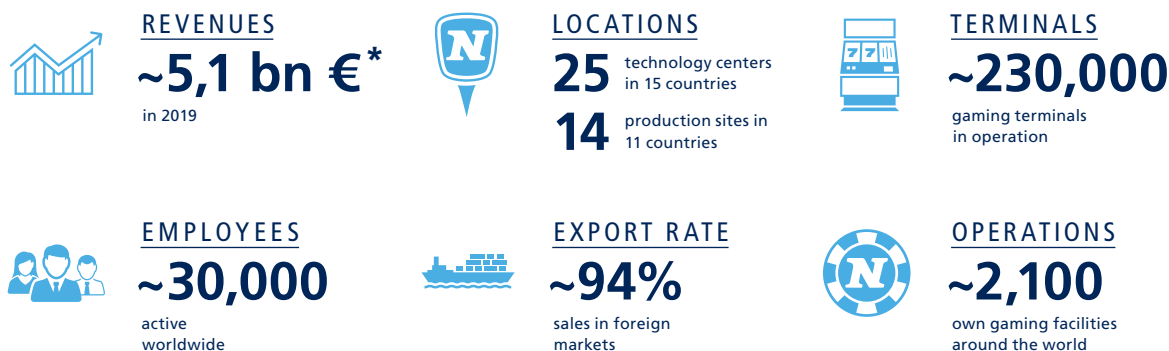 REVENUES
~5,1 bn €*
in 2019
N
LOCATIONS
25 technology centers
in 15 countries
14 production sites in
11 countries
77
TERMINALS
~230,000
gaming terminals
in operation
EMPLOYEES
~30,000
active
worldwide
EXPORT RATE
~94%
sales in foreign
markets
N
OPERATIONS
~2,100
own gaming facilities
around the world